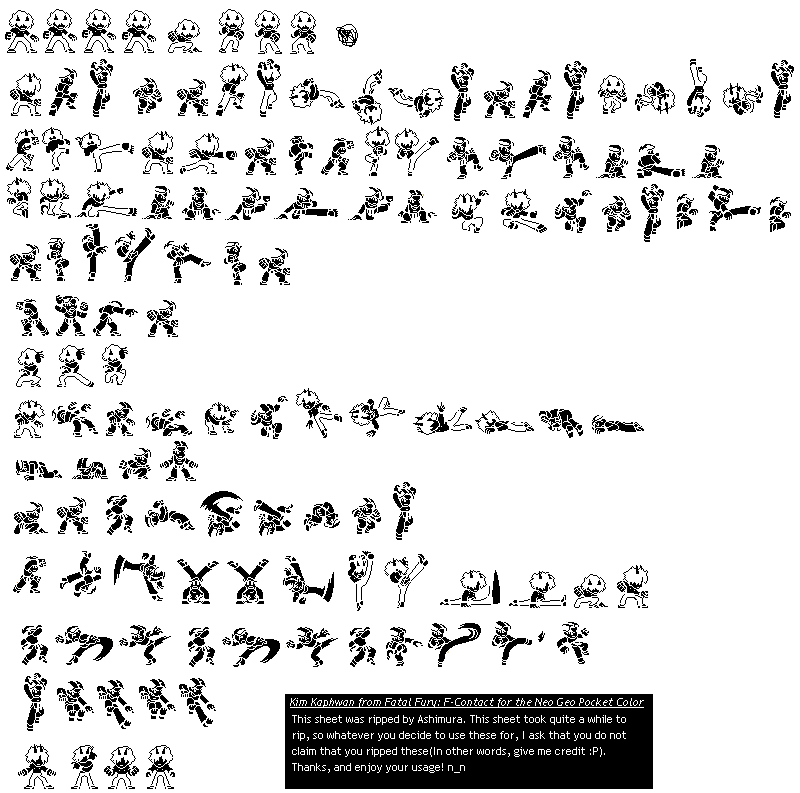 Kim Kaphwan from Fatal Fury: F-Contact for the Neo Geo Pocket Color
This sheet was ripped by Ashimura. This sheet took quite a while to
rip, so whatever you decide to use these for, I ask that you do not
claim that you ripped these(In other words, give me credit :P).
Thanks, and enjoy your usage! n_n